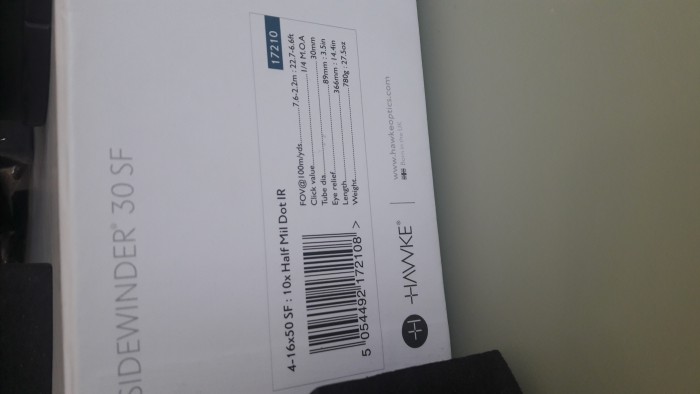 SIDEWINDER® 30 SF
17210
4-16x50 SF : 10x Half Mil Dot IR
FOV@100m/yds.....7.6-2.2m : 22.7-6.6ft
Click value.....1/4 M.O.A
Tube dia.....30mm
Eye relief.....89mm : 3.5in
Length.....366mm : 14.4in
Weight.....780g : 27.5oz
5 054492 172108 >
HAWKE®
www.hawkeoptics.com